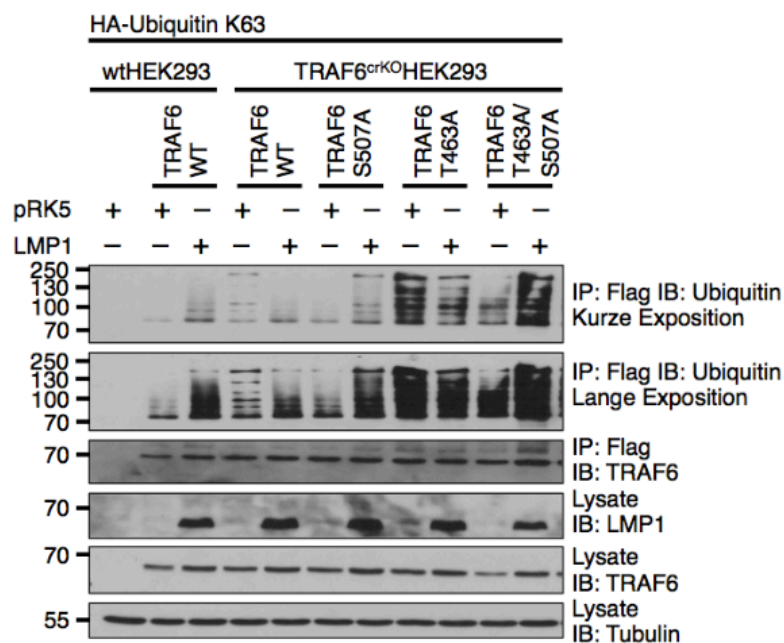 HA-Ubiquitin K63
wtHEK293 TRAF6crKOHEK293
TRAF6 WT TRAF6 WT TRAF6 S507A TRAF6 T463A TRAF6 T463A/ S507A
pRK5 + + – + – + – + – + –
LMP1 – – + – + – + – + – +
250
130
100
70
IP: Flag IB: Ubiquitin
Kurze Exposition
250
130
100
70
IP: Flag IB: Ubiquitin
Lange Exposition
70
IP: Flag
IB: TRAF6
70
Lysate
IB: LMP1
70
Lysate
IB: TRAF6
55
Lysate
IB: Tubulin